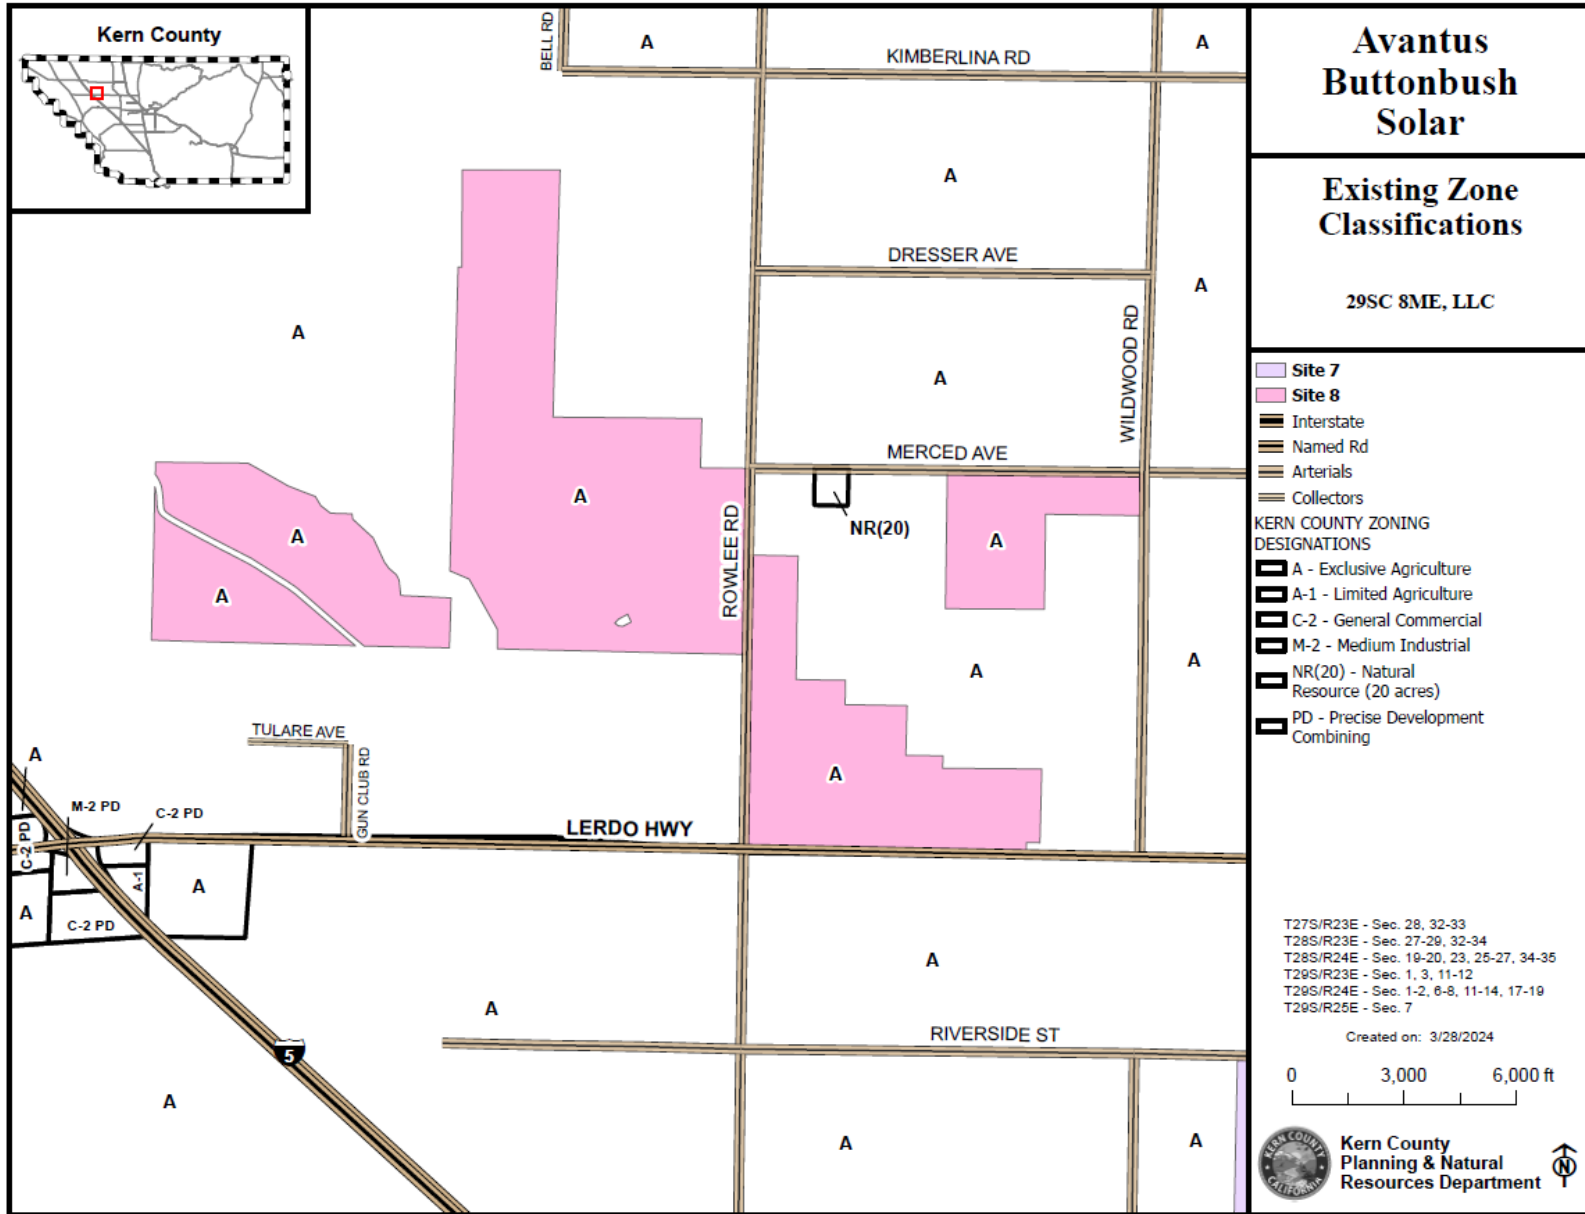 Kern County
BELL RD
A
A
KIMBERLINA RD
A
DRESSER AVE
A
A
A
WILDWOOD RD
MERCED AVE
A
NR(20)
ROWLEE RD
A
A
A
A
A
A
TULARE AVE
GUN CLUB RD
A
M-2 PD
C-2 PD
C-2 PD
LERDO HWY
A
A-1
A
A
C-2 PD
A
A
RIVERSIDE ST
5
A
A
A
Avantus
Buttonbush
Solar
Existing Zone
Classifications
29SC 8ME, LLC
Site 7
Site 8
Interstate
Named Rd
Arterials
Collectors
KERN COUNTY ZONING
DESIGNATIONS
A - Exclusive Agriculture
A-1 - Limited Agriculture
C-2 - General Commercial
M-2 - Medium Industrial
NR(20) - Natural
Resource (20 acres)
PD - Precise Development
Combining
T27S/R23E - Sec. 28, 32-33
T28S/R23E - Sec. 27-29, 32-34
T28S/R24E - Sec. 19-20, 23, 25-27, 34-35
T29S/R23E - Sec. 1, 3, 11-12
T29S/R24E - Sec. 1-2, 6-8, 11-14, 17-19
T29S/R25E - Sec. 7
Created on: 3/28/2024
0 3,000 6,000 ft
KERN COUNTY
CALIFORNIA
Kern County
Planning & Natural
Resources Department
N